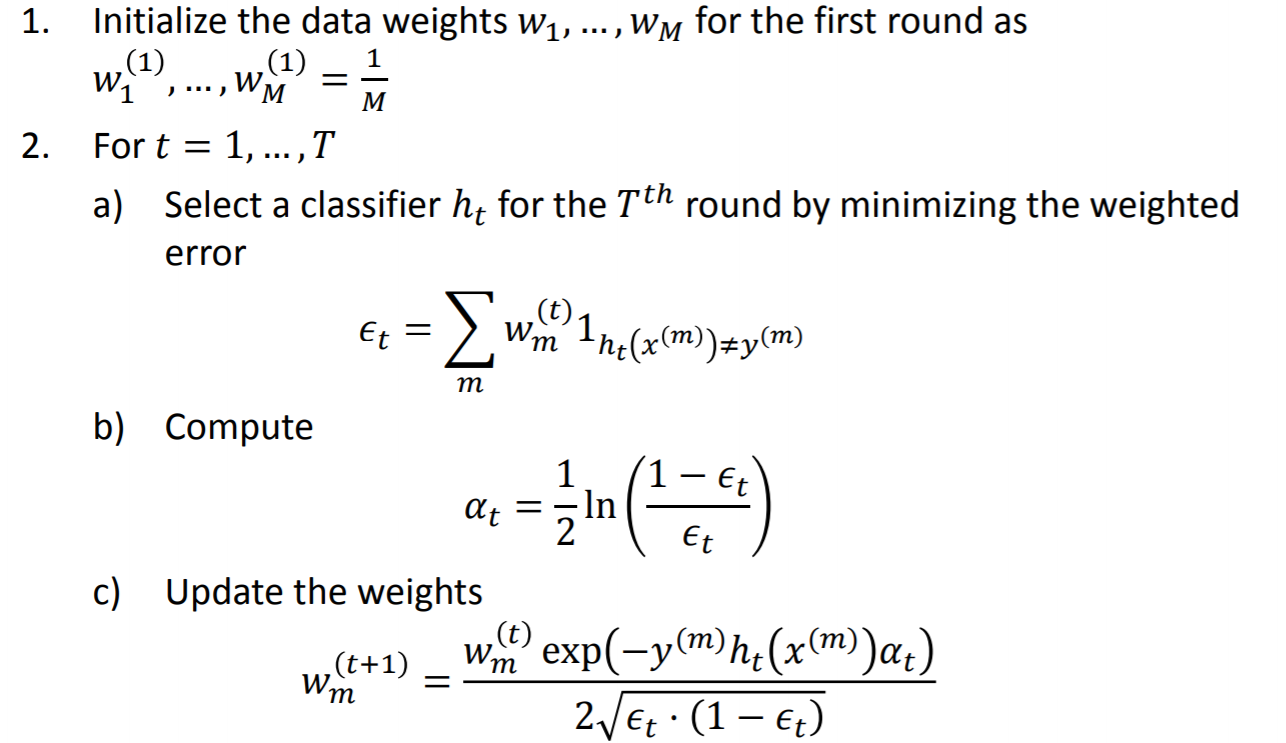 1. Initialize the data weights $w_1, \ldots, w_M$ for the first round as
$w_1^{(1)}, \ldots, w_M^{(1)} = \frac{1}{M}$
2. For $t = 1, \ldots, T$
a) Select a classifier $h_t$ for the $T^{th}$ round by minimizing the weighted
error
$\epsilon_t = \sum_m w_m^{(t)} 1_{h_t(x^{(m)}) \neq y^{(m)}}$
b) Compute
$\alpha_t = \frac{1}{2} \ln \left( \frac{1 - \epsilon_t}{\epsilon_t} \right)$
c) Update the weights
$w_m^{(t+1)} = \frac{w_m^{(t)} \exp(-y^{(m)} h_t(x^{(m)}) \alpha_t)}{2\sqrt{\epsilon_t \cdot (1 - \epsilon_t)}}$